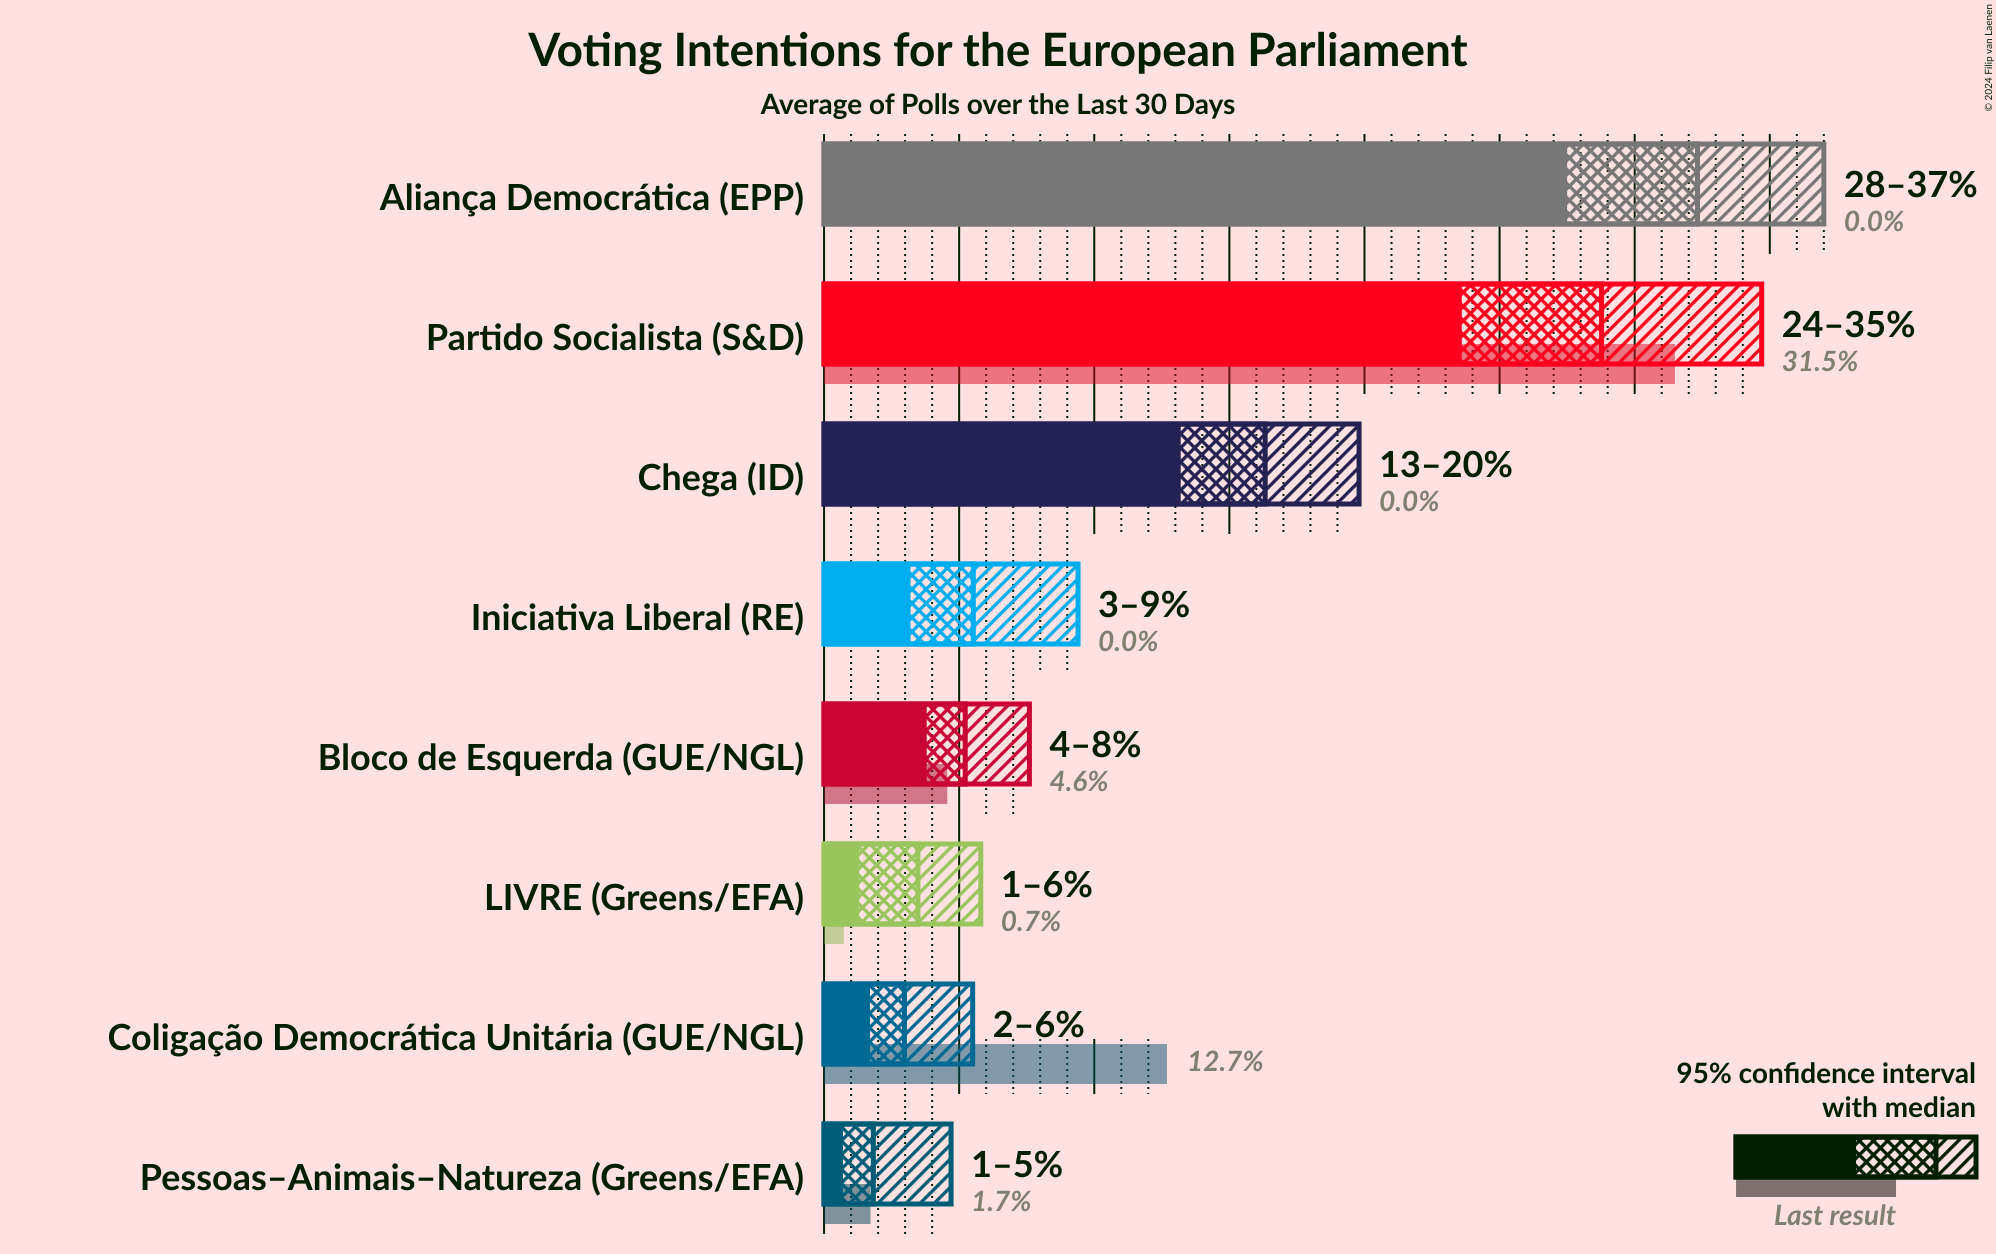 Voting Intentions for the European Parliament
Average of Polls over the Last 30 Days
© 2024 Filip van Laenen
Aliança Democrática (EPP)
28–37%
0.0%
Partido Socialista (S&D)
24–35%
31.5%
Chega (ID)
13–20%
0.0%
Iniciativa Liberal (RE)
3–9%
0.0%
Bloco de Esquerda (GUE/NGL)
4–8%
4.6%
LIVRE (Greens/EFA)
1–6%
0.7%
Coligação Democrática Unitária (GUE/NGL)
2–6%
12.7%
Pessoas–Animais–Natureza (Greens/EFA)
1–5%
1.7%
95% confidence interval
with median
Last result